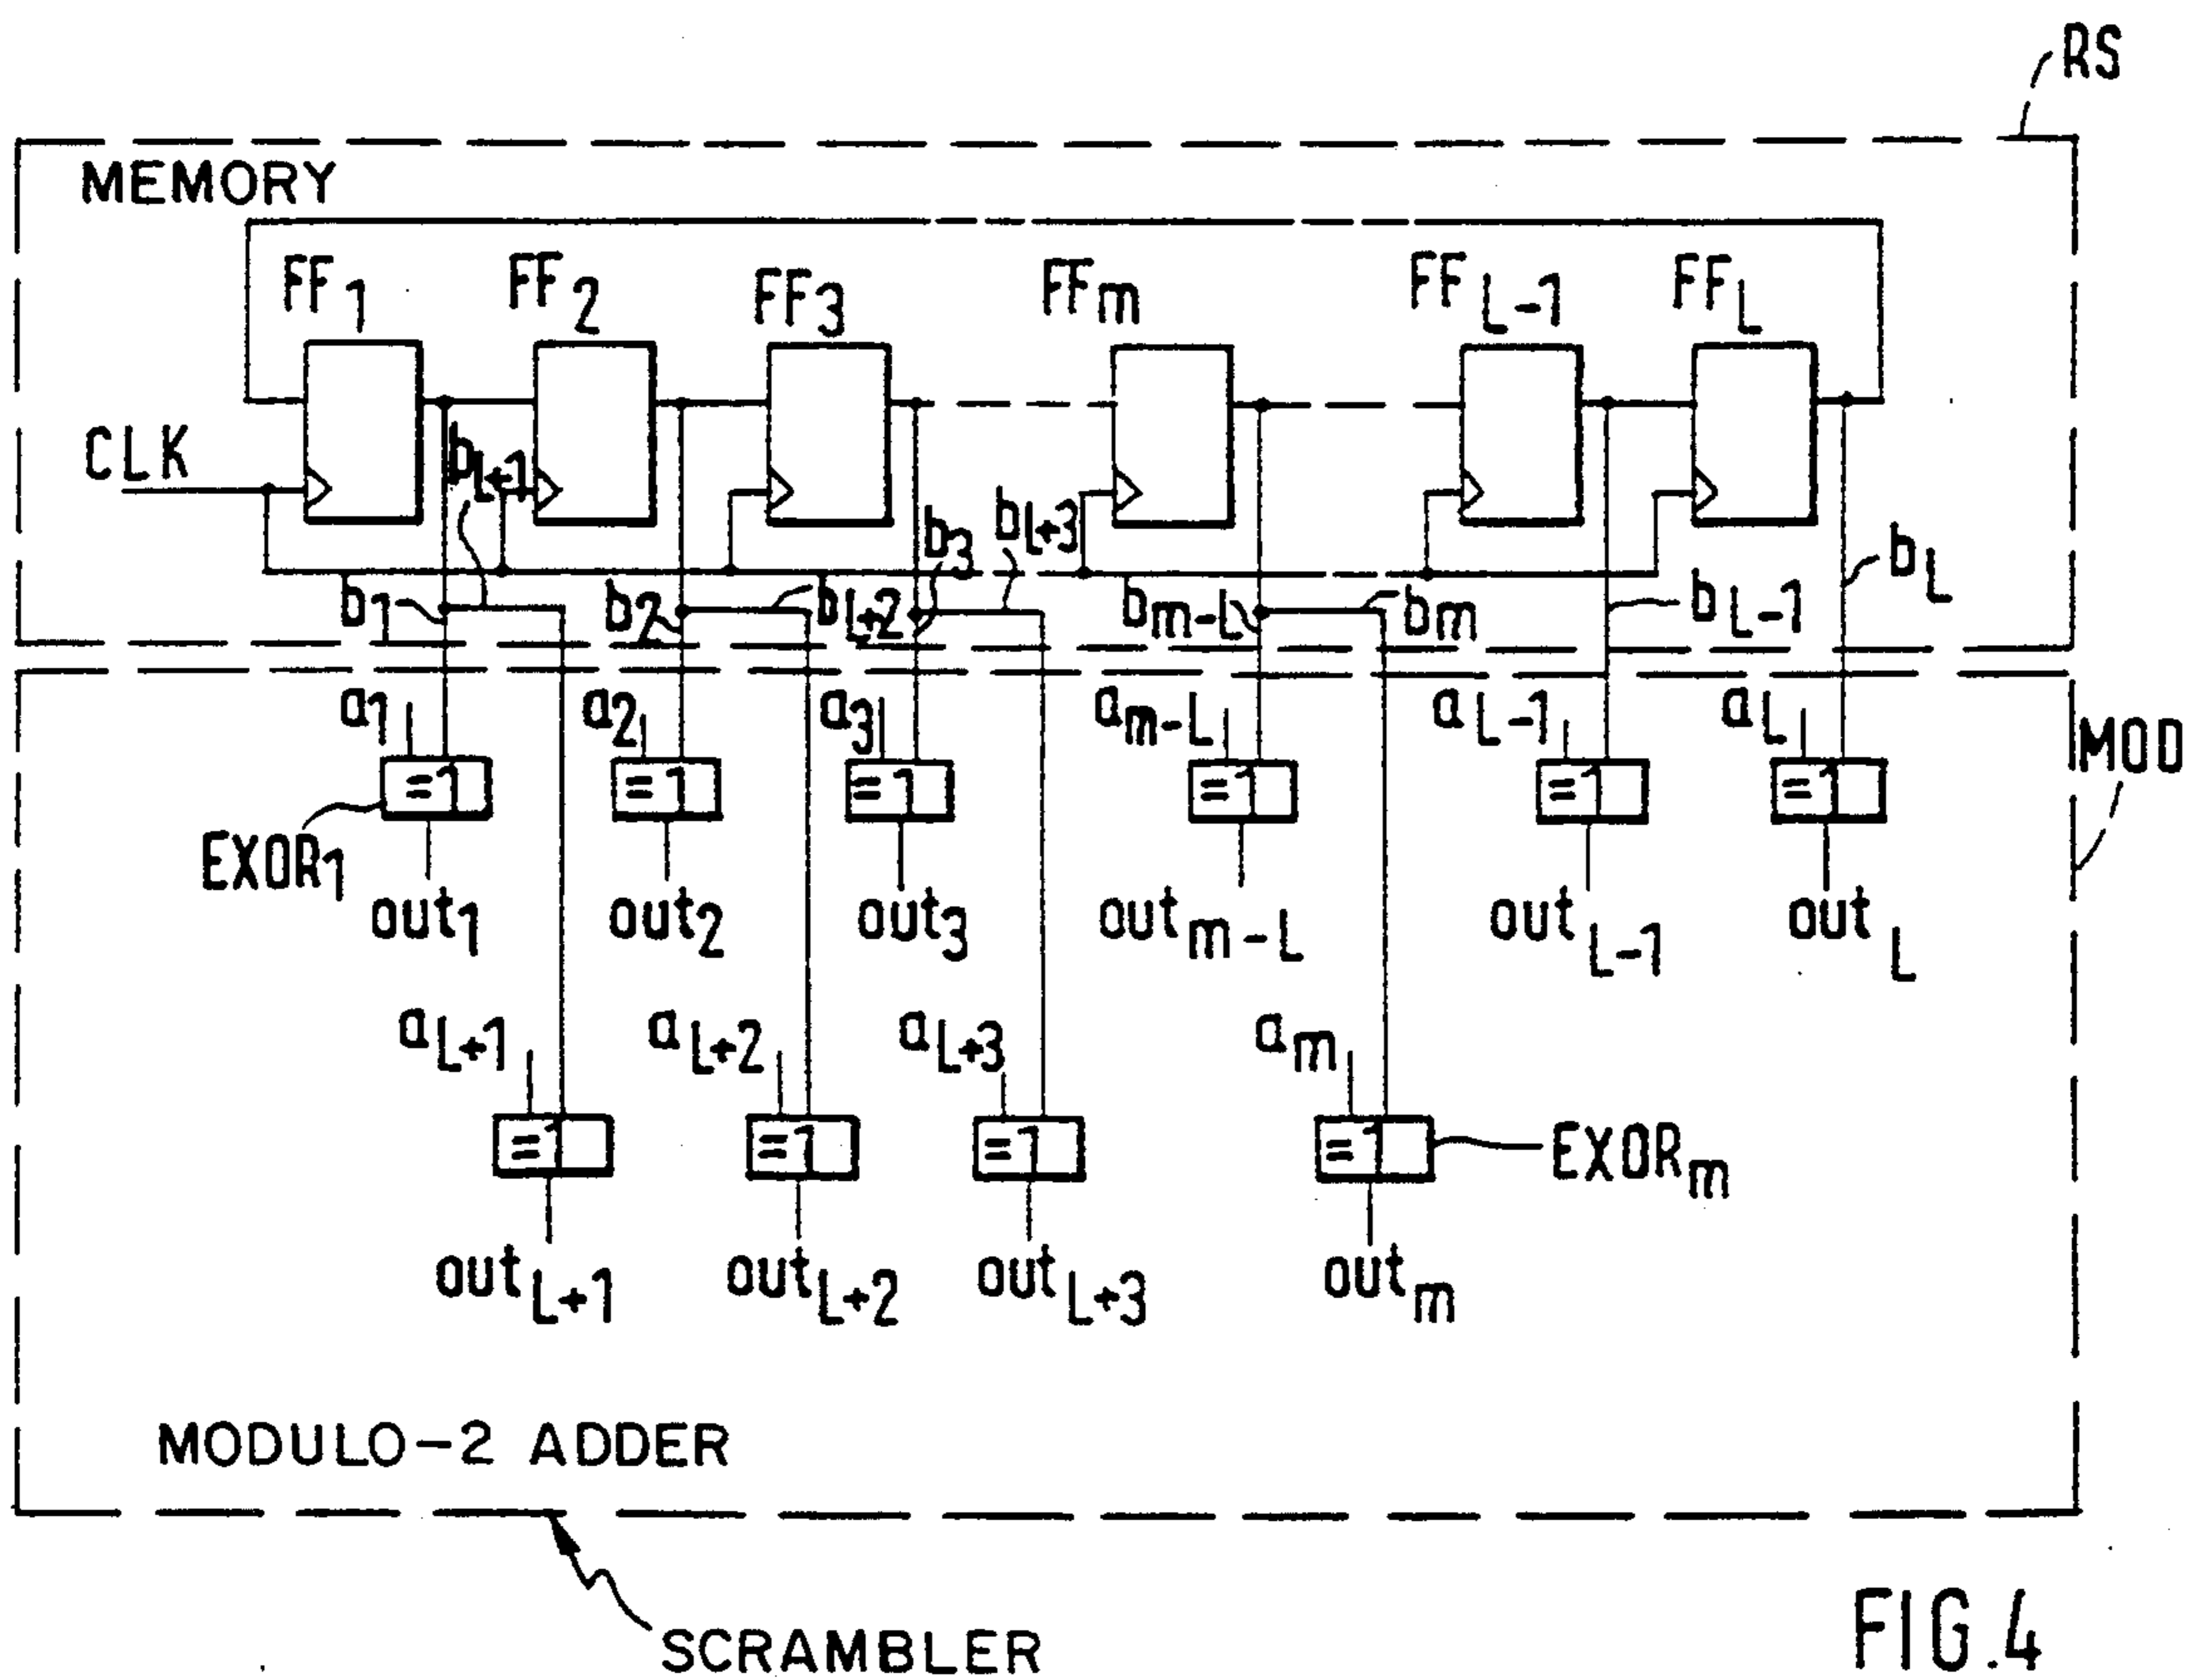 RS
MEMORY
FF1 FF2 FF3 FFm FFL-1 FFL
CLK
bL+1
b3 bL+3
b1 b2 bL+2 bm-L bm bL-1 bL
a1 a2 a3 am-L aL-1 aL
MOD
=1 =1 =1 =1 =1 =1
EXOR1
out1 out2 out3 outm-L outL-1 outL
aL+1 aL+2 aL+3 am
=1 =1 =1 =1
EXORm
outL+1 outL+2 outL+3 outm
MODULO-2 ADDER
SCRAMBLER
FIG.4